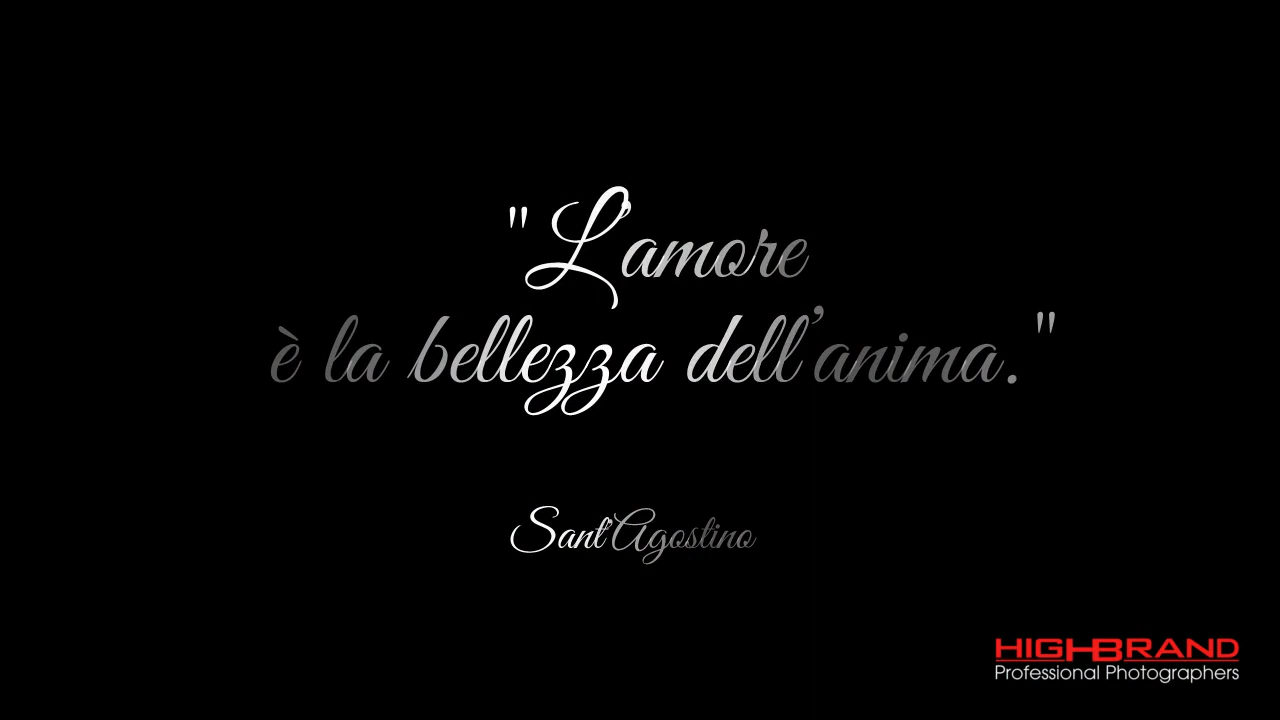 "L'amore
è la bellezza dell'anima."
Sant'Agostino
HIGHBRAND
Professional Photographers